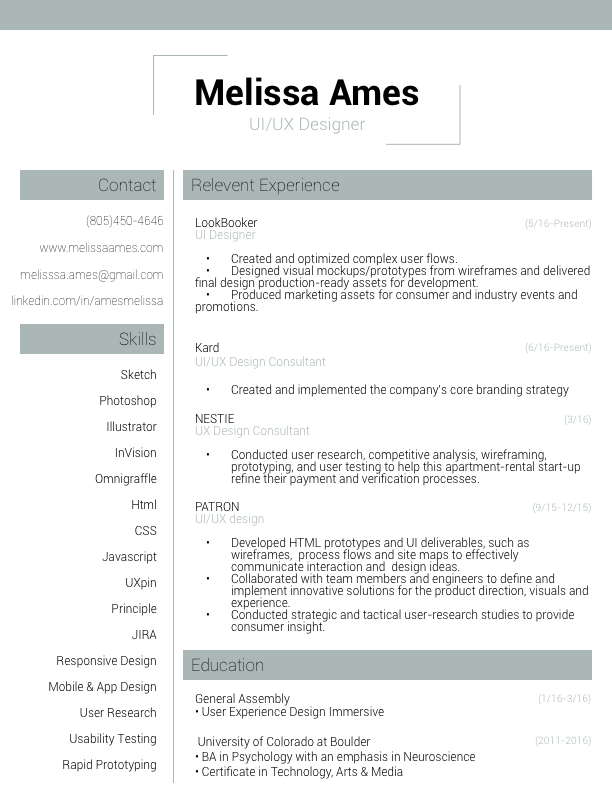 Melissa Ames
UI/UX Designer
Contact
(805)450-4646
www.melissaames.com
melisssa.ames@gmail.com
linkedin.com/in/amesmelissa
Skills
Sketch
Photoshop
Illustrator
InVision
Omnigraffle
Html
CSS
Javascript
UXpin
Principle
JIRA
Responsive Design
Mobile & App Design
User Research
Usability Testing
Rapid Prototyping
Relevent Experience
LookBooker (5/16-Present)
UI Designer
• Created and optimized complex user flows.
• Designed visual mockups/prototypes from wireframes and delivered
final design production-ready assets for development.
• Produced marketing assets for consumer and industry events and
promotions.
Kard (6/16-Present)
UI/UX Design Consultant
• Created and implemented the company's core branding strategy
NESTIE (3/16)
UX Design Consultant
• Conducted user research, competitive analysis, wireframing,
prototyping, and user testing to help this apartment-rental start-up
refine their payment and verification processes.
PATRON (9/15-12/15)
UI/UX design
• Developed HTML prototypes and UI deliverables, such as
wireframes, process flows and site maps to effectively
communicate interaction and design ideas.
• Collaborated with team members and engineers to define and
implement innovative solutions for the product direction, visuals and
experience.
• Conducted strategic and tactical user-research studies to provide
consumer insight.
Education
General Assembly (1/16-3/16)
• User Experience Design Immersive
University of Colorado at Boulder (2011-2016)
• BA in Psychology with an emphasis in Neuroscience
• Certificate in Technology, Arts & Media